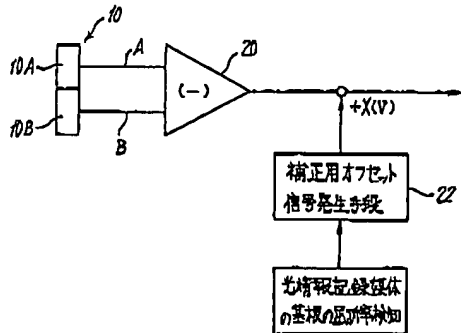 10
10A
10B
A
B
20
(-)
+X(V)
補正用オフセット
信号発生手段
22
光情報記録媒体
の基板の屈折率検知